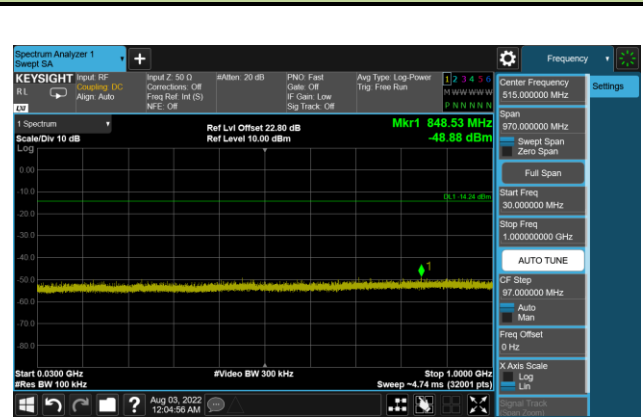 Spectrum Analyzer 1
Swept SA
+
Frequency
KEYSIGHT
RL
LXI
Input: RF
Coupling: DC
Align: Auto
Input Z: 50 Ω
Corrections: Off
Freq Ref: Int (S)
NFE: Off
#Atten: 20 dB
PNO: Fast
Gate: Off
IF Gain: Low
Sig Track: Off
Avg Type: Log-Power
Trig: Free Run
1 2 3 4 5 6
M W W W W W
P N N N N N
Center Frequency
515.000000 MHz
Settings
Span
970.000000 MHz
Swept Span
Zero Span
Full Span
Start Freq
30.000000 MHz
Stop Freq
1.000000000 GHz
AUTO TUNE
CF Step
97.000000 MHz
Auto
Man
Freq Offset
0 Hz
X Axis Scale
Log
Lin
Signal Track
(Span Zoom)
1 Spectrum
Scale/Div 10 dB
Log
Ref Lvl Offset 22.80 dB
Ref Level 10.00 dBm
Mkr1 848.53 MHz
-48.88 dBm
0.00
-10.0
DL1 -14.24 dBm
-20.0
-30.0
-40.0
1
-50.0
-60.0
-70.0
-80.0
Start 0.0300 GHz
#Res BW 100 kHz
#Video BW 300 kHz
Stop 1.0000 GHz
Sweep ~4.74 ms (32001 pts)
?
Aug 03, 2022
12:04:56 AM